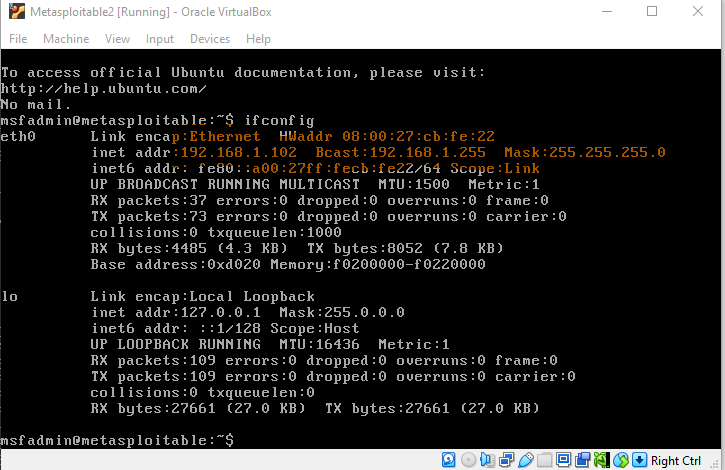 Metasploitable2 [Running] - Oracle VirtualBox
File Machine View Input Devices Help
To access official Ubuntu documentation, please visit:
http://help.ubuntu.com/
No mail.
msfadmin@metasploitable:~$ ifconfig
eth0 Link encap:Ethernet HWaddr 08:00:27:cb:fe:22
inet addr:192.168.1.102 Bcast:192.168.1.255 Mask:255.255.255.0
inet6 addr: fe80::a00:27ff:fecb:fe22/64 Scope:Link
UP BROADCAST RUNNING MULTICAST MTU:1500 Metric:1
RX packets:37 errors:0 dropped:0 overruns:0 frame:0
TX packets:73 errors:0 dropped:0 overruns:0 carrier:0
collisions:0 txqueuelen:1000
RX bytes:4485 (4.3 KB) TX bytes:8052 (7.8 KB)
Base address:0xd020 Memory:f0200000-f0220000
lo Link encap:Local Loopback
inet addr:127.0.0.1 Mask:255.0.0.0
inet6 addr: ::1/128 Scope:Host
UP LOOPBACK RUNNING MTU:16436 Metric:1
RX packets:109 errors:0 dropped:0 overruns:0 frame:0
TX packets:109 errors:0 dropped:0 overruns:0 carrier:0
collisions:0 txqueuelen:0
RX bytes:27661 (27.0 KB) TX bytes:27661 (27.0 KB)
msfadmin@metasploitable:~$
Right Ctrl